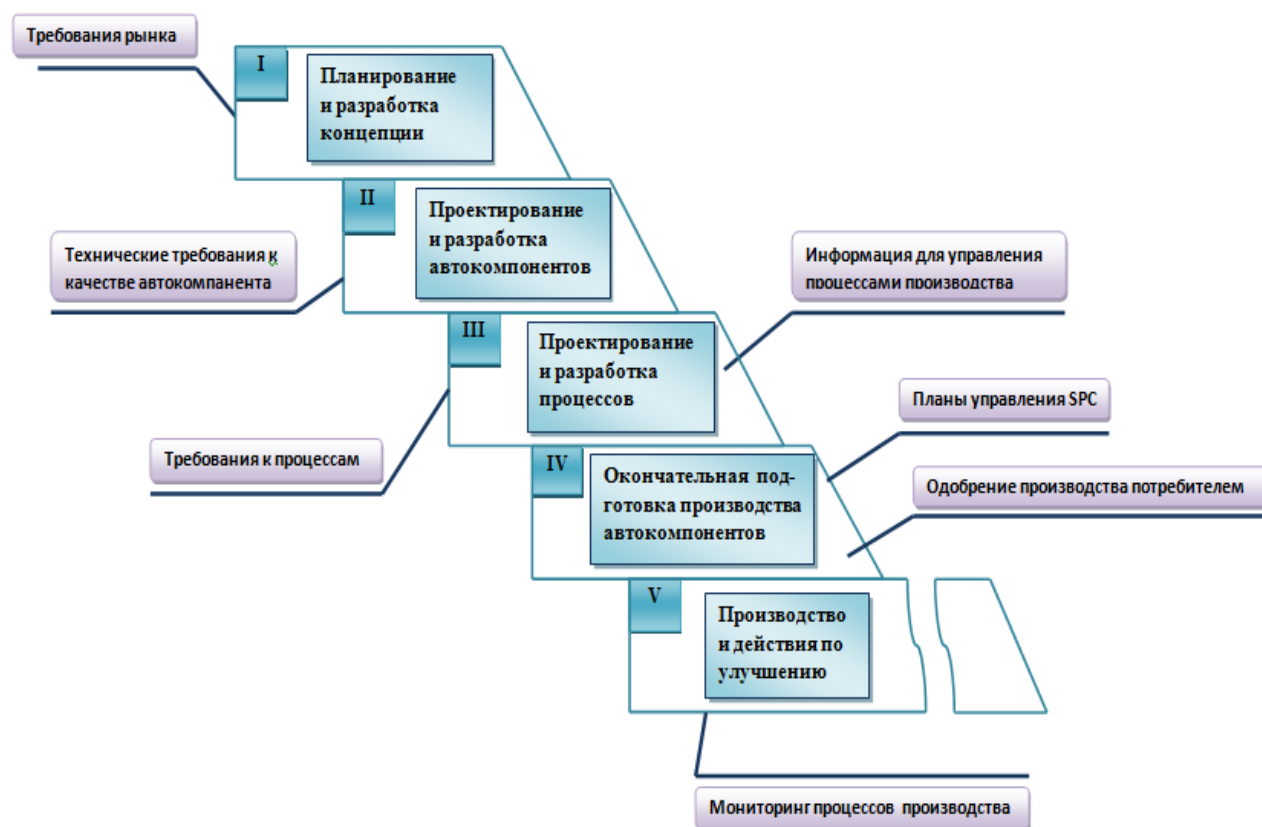 Требования рынка
I
Планирование
и разработка
концепции
II
Проектирование
и разработка
автокомпонентов
Технические требования к
качестве автокомпанента
Информация для управления
процессами производства
III
Проектирование
и разработка
процессов
Планы управления SPC
Требования к процессам
IV
Окончательная под-
готовка производства
автокомпонентов
Одобрение производства потребителем
V
Производство
и действия по
улучшению
Мониторинг процессов производства